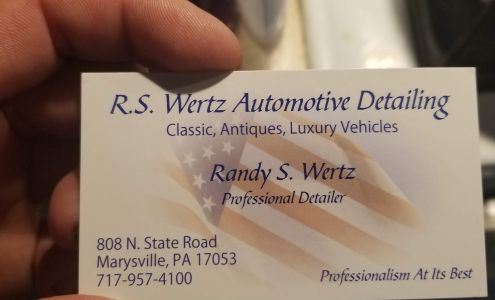 R.S. Wertz Automotive Detailing
Classic, Antiques, Luxury Vehicles
Randy S. Wertz
Professional Detailer
808 N. State Road
Marysville, PA 17053
717-957-4100
Professionalism At Its Best